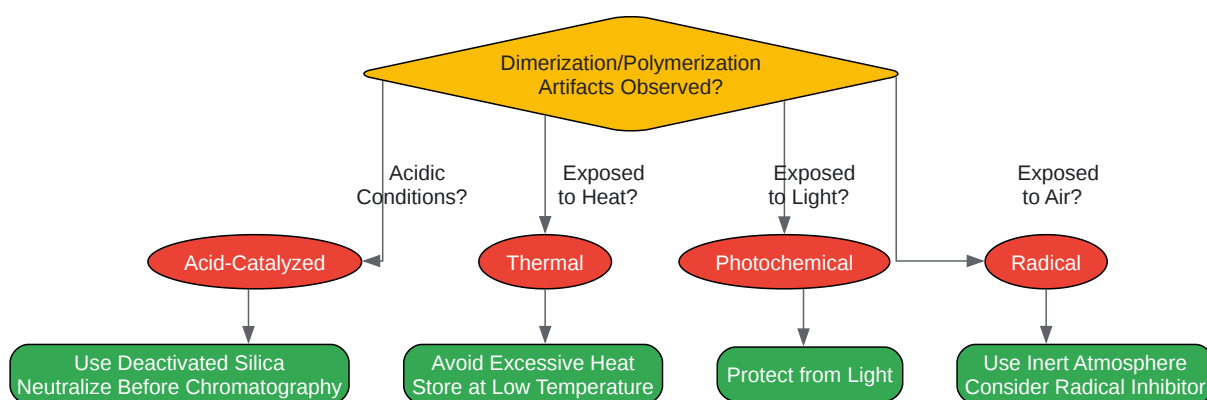 Dimerization/Polymerization
Artifacts Observed?
Acidic
Conditions?
Exposed
to Heat?
Exposed
to Light?
Exposed
to Air?
Acid-Catalyzed
Thermal
Photochemical
Radical
Use Deactivated Silica
Neutralize Before Chromatography
Avoid Excessive Heat
Store at Low Temperature
Protect from Light
Use Inert Atmosphere
Consider Radical Inhibitor